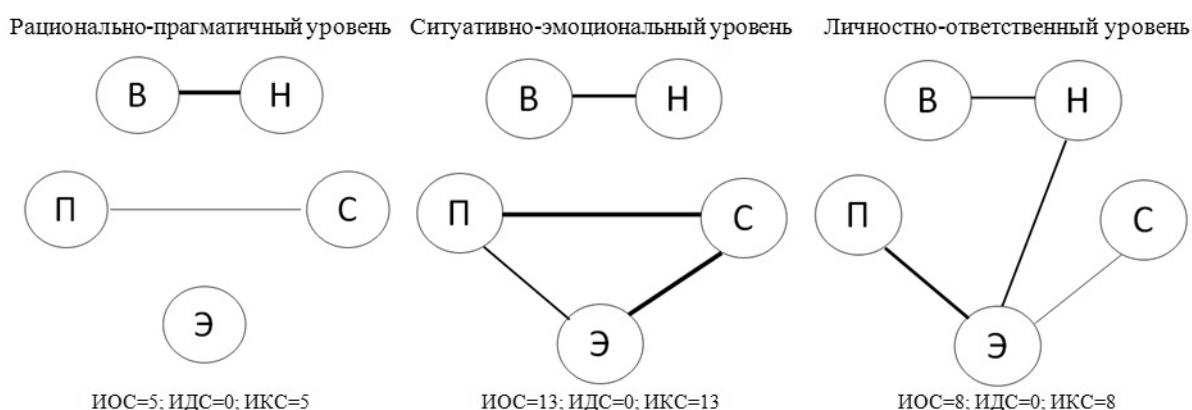 Рационально-прагматичный уровень
В Н
П С
Э
ИОС=5; ИДС=0; ИКС=5
Ситуативно-эмоциональный уровень
В Н
П С
Э
ИОС=13; ИДС=0; ИКС=13
Личностно-ответственный уровень
В Н
П С
Э
ИОС=8; ИДС=0; ИКС=8